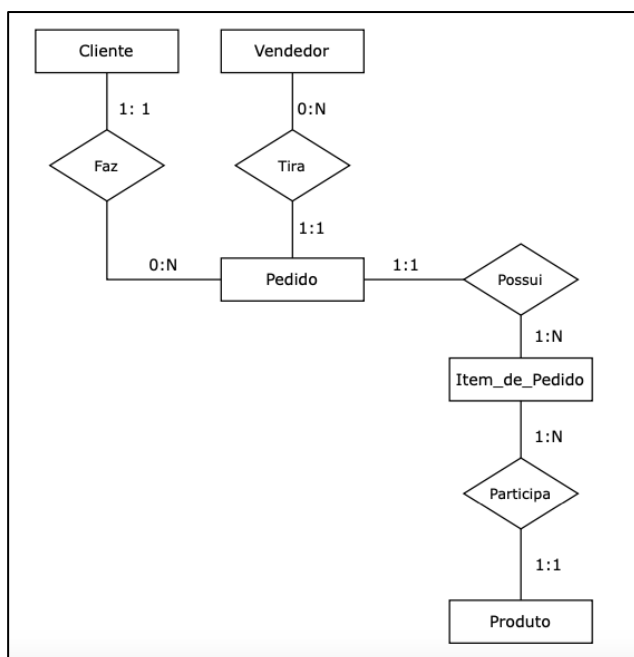 Cliente
Vendedor
1: 1
0:N
Faz
Tira
1:1
0:N
Pedido
1:1
Possui
1:N
Item_de_Pedido
1:N
Participa
1:1
Produto